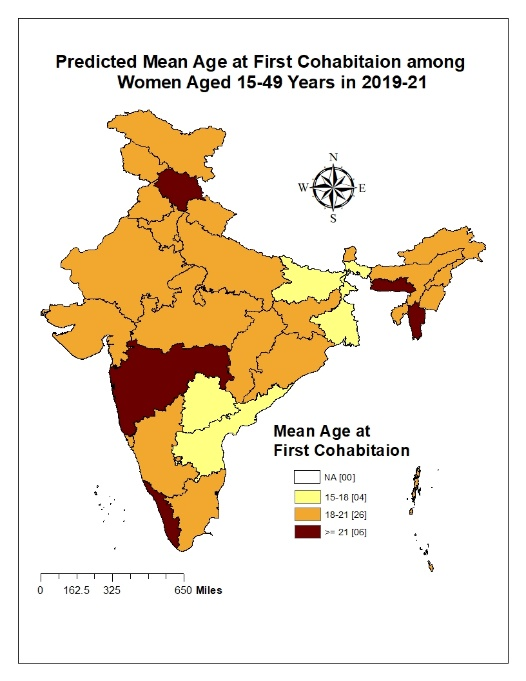 Predicted Mean Age at First Cohabitaion among
Women Aged 15-49 Years in 2019-21
N
W E
S
Mean Age at
First Cohabitaion
NA [00]
15-18 [04]
18-21 [26]
>= 21 [06]
0 162.5 325 650 Miles